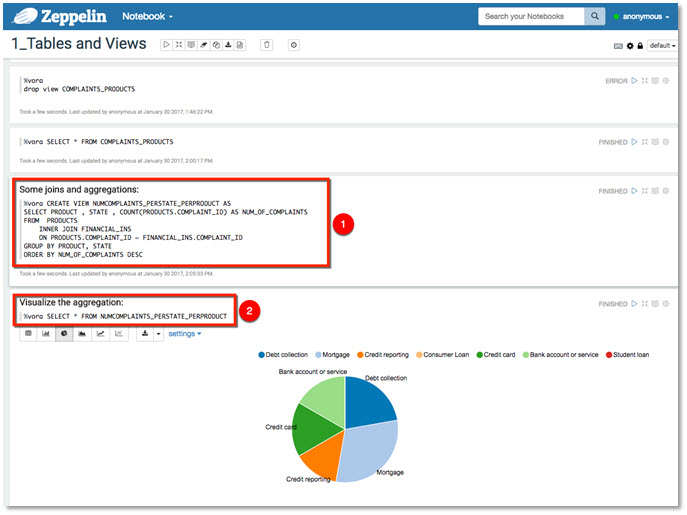 Zeppelin Notebook Search your Notebooks anonymous
1_Tables and Views default
%vora ERROR
drop view COMPLAINTS_PRODUCTS
Took a few seconds. Last updated by anonymous at January 30 2017, 1:46:22 PM.
%vora SELECT * FROM COMPLAINTS_PRODUCTS FINISHED
Took a few seconds. Last updated by anonymous at January 30 2017, 2:00:17 PM.
Some joins and aggregations: FINISHED
%vora CREATE VIEW NUMCOMPLAINTS_PERSTATE_PERPRODUCT AS
SELECT PRODUCT , STATE , COUNT(PRODUCTS.COMPLAINT_ID) AS NUM_OF_COMPLAINTS
FROM PRODUCTS
INNER JOIN FINANCIAL_INS
ON PRODUCTS.COMPLAINT_ID = FINANCIAL_INS.COMPLAINT_ID
GROUP BY PRODUCT, STATE
ORDER BY NUM_OF_COMPLAINTS DESC
1
Took a few seconds. Last updated by anonymous at January 30 2017, 2:05:33 PM.
Visualize the aggregation: FINISHED
%vora SELECT * FROM NUMCOMPLAINTS_PERSTATE_PERPRODUCT
2
settings
Debt collection Mortgage Credit reporting Consumer Loan Credit card Bank account or service Student loan
Bank account or service
Debt collection
Credit card
Mortgage
Credit reporting